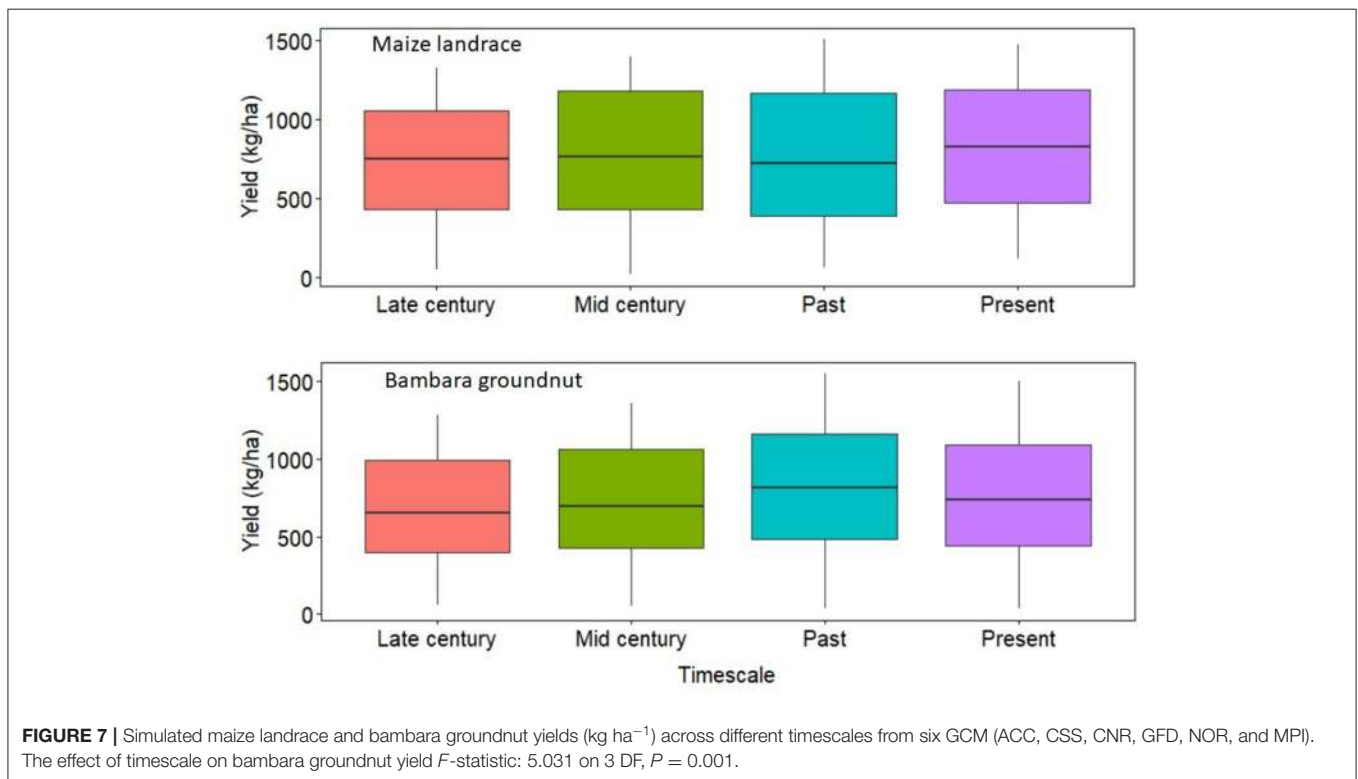 Maize landrace
Yield (kg/ha)
1500
1000
500
0
Late century Mid century Past Present
Bambara groundnut
Yield (kg/ha)
1500
1000
500
0
Late century Mid century Past Present
Timescale
FIGURE 7 | Simulated maize landrace and bambara groundnut yields (kg ha⁻¹) across different timescales from six GCM (ACC, CSS, CNR, GFD, NOR, and MPI).
The effect of timescale on bambara groundnut yield F-statistic: 5.031 on 3 DF, P = 0.001.